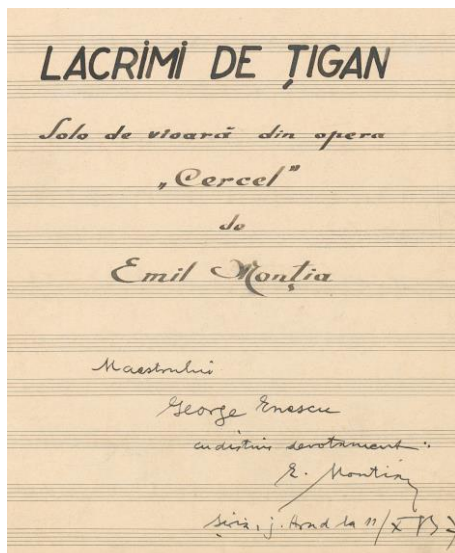 LACRIMI DE ȚIGAN
Solo de vioară din opera
„Cercel”
de
Emil Monția
Maestrului
George Enescu
cu distins devotament:
E. Monția
Șiria, j. Arad la 11/X